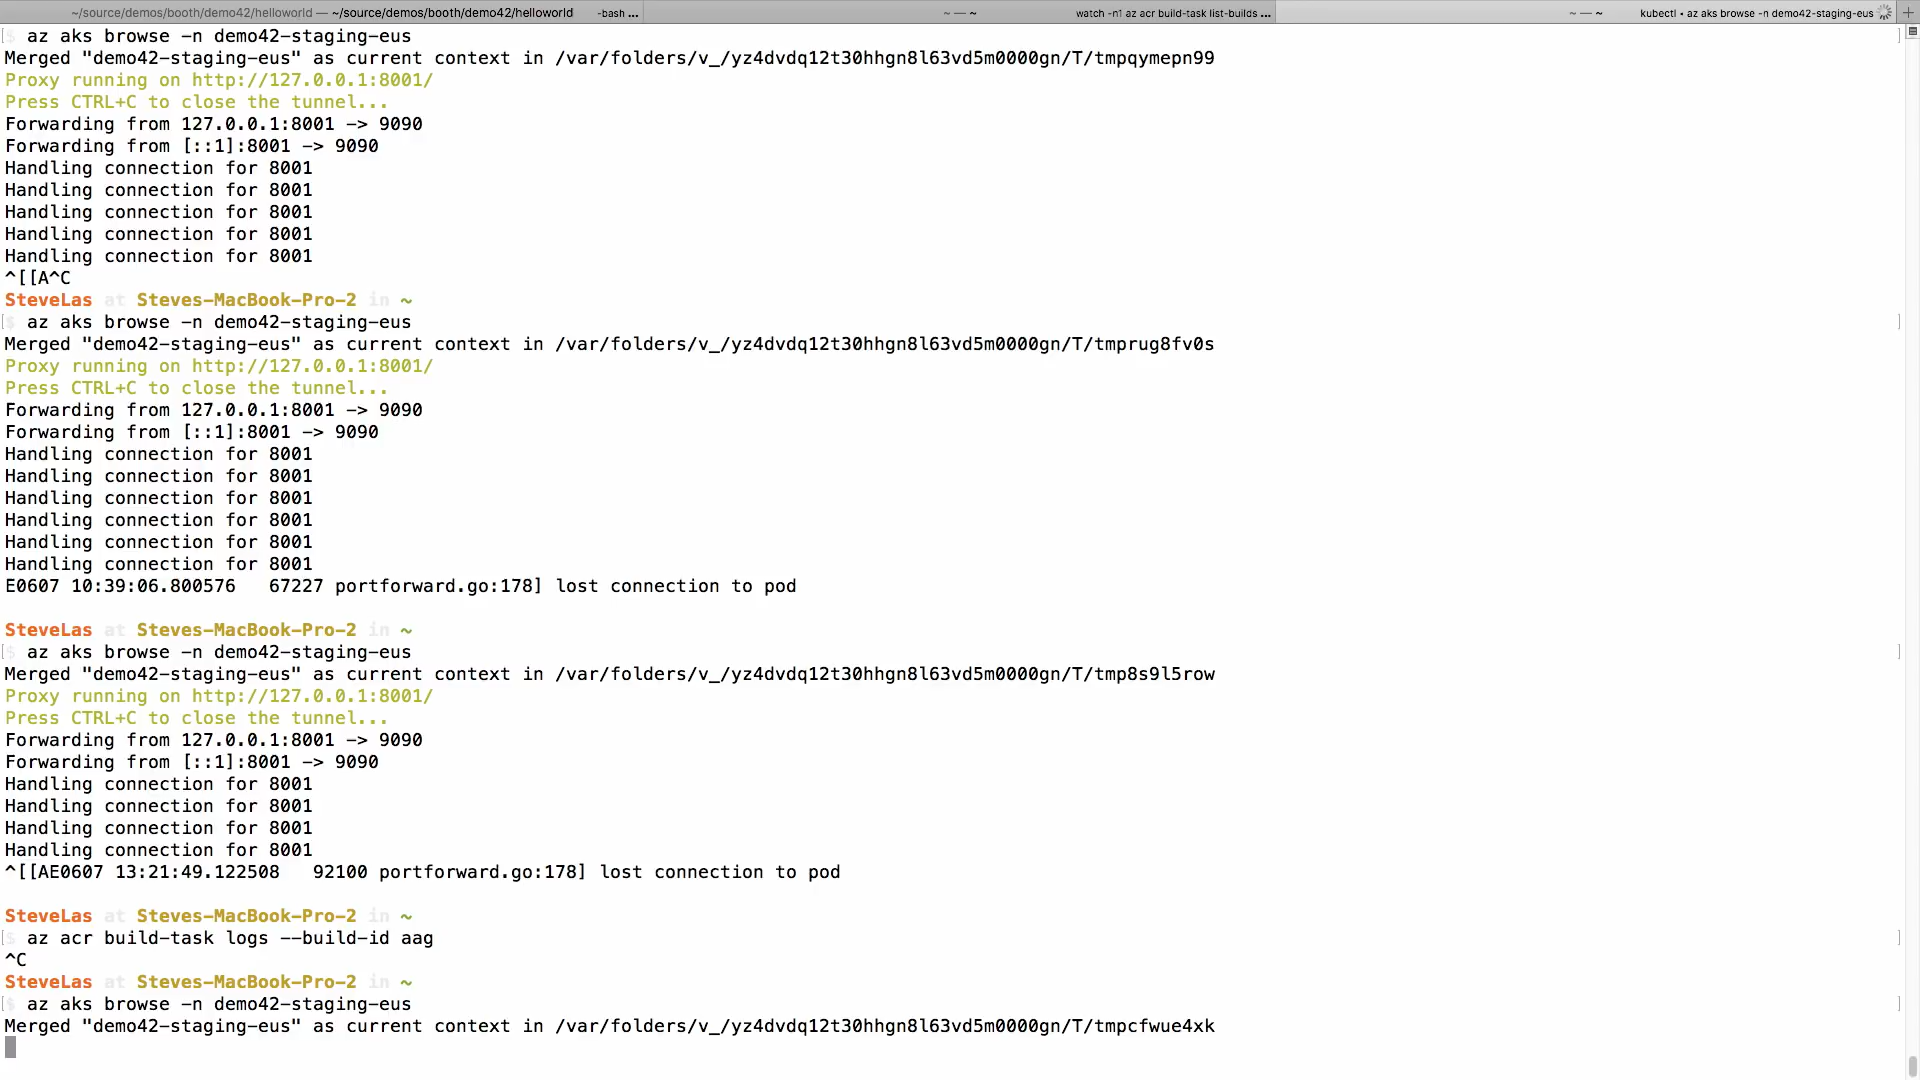 ~/source/demos/booth/demo42/helloworld — ~/source/demos/booth/demo42/helloworld -bash ...
~ — ~ watch -n1 az acr build-task list-builds ...
~ — ~ kubectl • az aks browse -n demo42-staging-eus
$ az aks browse -n demo42-staging-eus
Merged "demo42-staging-eus" as current context in /var/folders/v_/yz4dvdq12t30hhgn8l63vd5m0000gn/T/tmpqymepn99
Proxy running on http://127.0.0.1:8001/
Press CTRL+C to close the tunnel...
Forwarding from 127.0.0.1:8001 -> 9090
Forwarding from [::1]:8001 -> 9090
Handling connection for 8001
Handling connection for 8001
Handling connection for 8001
Handling connection for 8001
Handling connection for 8001
^[[A^C
SteveLas at Steves-MacBook-Pro-2 in ~
$ az aks browse -n demo42-staging-eus
Merged "demo42-staging-eus" as current context in /var/folders/v_/yz4dvdq12t30hhgn8l63vd5m0000gn/T/tmprug8fv0s
Proxy running on http://127.0.0.1:8001/
Press CTRL+C to close the tunnel...
Forwarding from 127.0.0.1:8001 -> 9090
Forwarding from [::1]:8001 -> 9090
Handling connection for 8001
Handling connection for 8001
Handling connection for 8001
Handling connection for 8001
Handling connection for 8001
Handling connection for 8001
E0607 10:39:06.800576   67227 portforward.go:178] lost connection to pod
SteveLas at Steves-MacBook-Pro-2 in ~
$ az aks browse -n demo42-staging-eus
Merged "demo42-staging-eus" as current context in /var/folders/v_/yz4dvdq12t30hhgn8l63vd5m0000gn/T/tmp8s9l5row
Proxy running on http://127.0.0.1:8001/
Press CTRL+C to close the tunnel...
Forwarding from 127.0.0.1:8001 -> 9090
Forwarding from [::1]:8001 -> 9090
Handling connection for 8001
Handling connection for 8001
Handling connection for 8001
Handling connection for 8001
^[[AE0607 13:21:49.122508   92100 portforward.go:178] lost connection to pod
SteveLas at Steves-MacBook-Pro-2 in ~
$ az acr build-task logs --build-id aag
^C
SteveLas at Steves-MacBook-Pro-2 in ~
$ az aks browse -n demo42-staging-eus
Merged "demo42-staging-eus" as current context in /var/folders/v_/yz4dvdq12t30hhgn8l63vd5m0000gn/T/tmpcfwue4xk